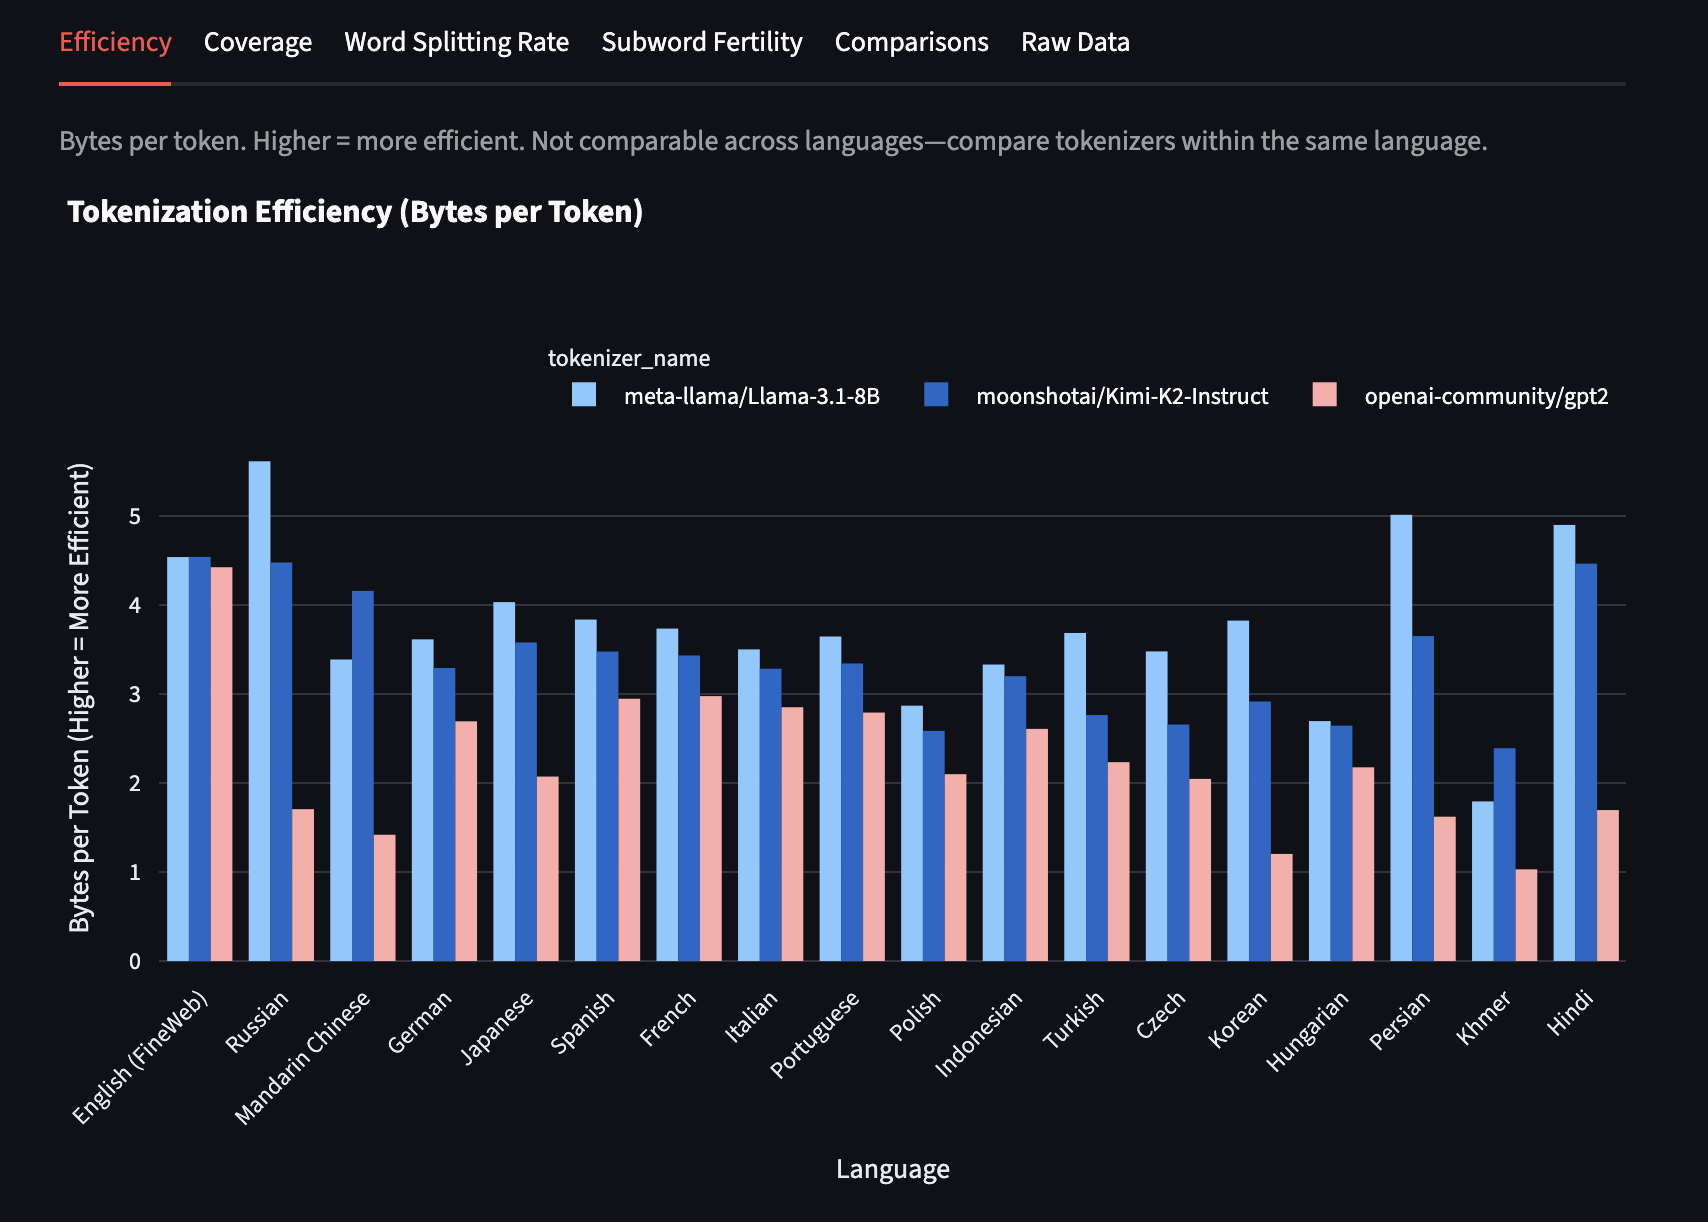 Efficiency Coverage Word Splitting Rate Subword Fertility Comparisons Raw Data
Bytes per token. Higher = more efficient. Not comparable across languages—compare tokenizers within the same language.
Tokenization Efficiency (Bytes per Token)
tokenizer_name
meta-llama/Llama-3.1-8B moonshotai/Kimi-K2-Instruct openai-community/gpt2
Bytes per Token (Higher = More Efficient)
5
4
3
2
1
0
English (FineWeb)
Russian
Mandarin Chinese
German
Japanese
Spanish
French
Italian
Portuguese
Polish
Indonesian
Turkish
Czech
Korean
Hungarian
Persian
Khmer
Hindi
Language